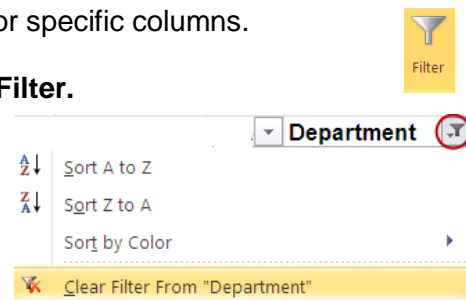 or specific columns.
Filter
Filter.
Department
Sort A to Z
Sort Z to A
Sort by Color
Clear Filter From "Department"